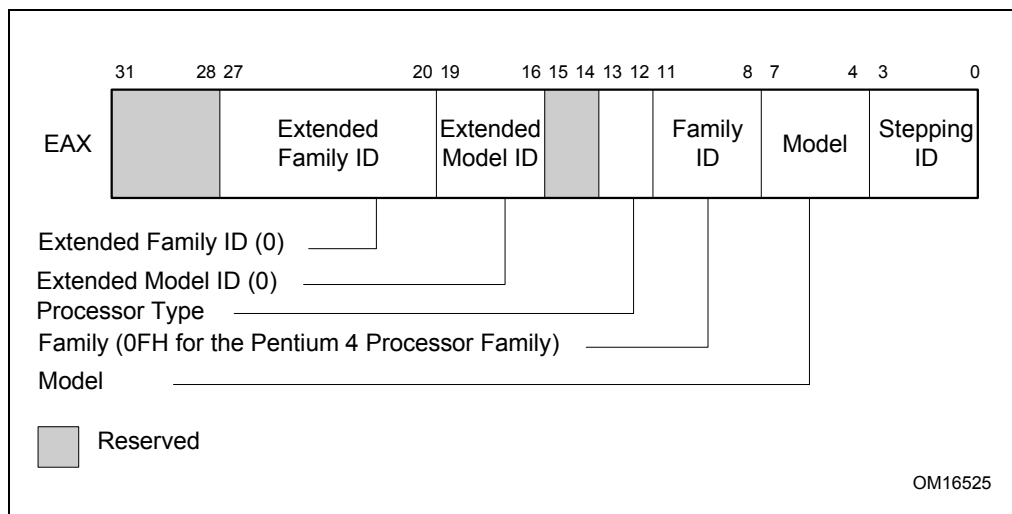 31 28 27 20 19 16 15 14 13 12 11 8 7 4 3 0
EAX
Extended Family ID
Extended Model ID
Family ID
Model
Stepping ID
Extended Family ID (0)
Extended Model ID (0)
Processor Type
Family (0FH for the Pentium 4 Processor Family)
Model
Reserved
OM16525